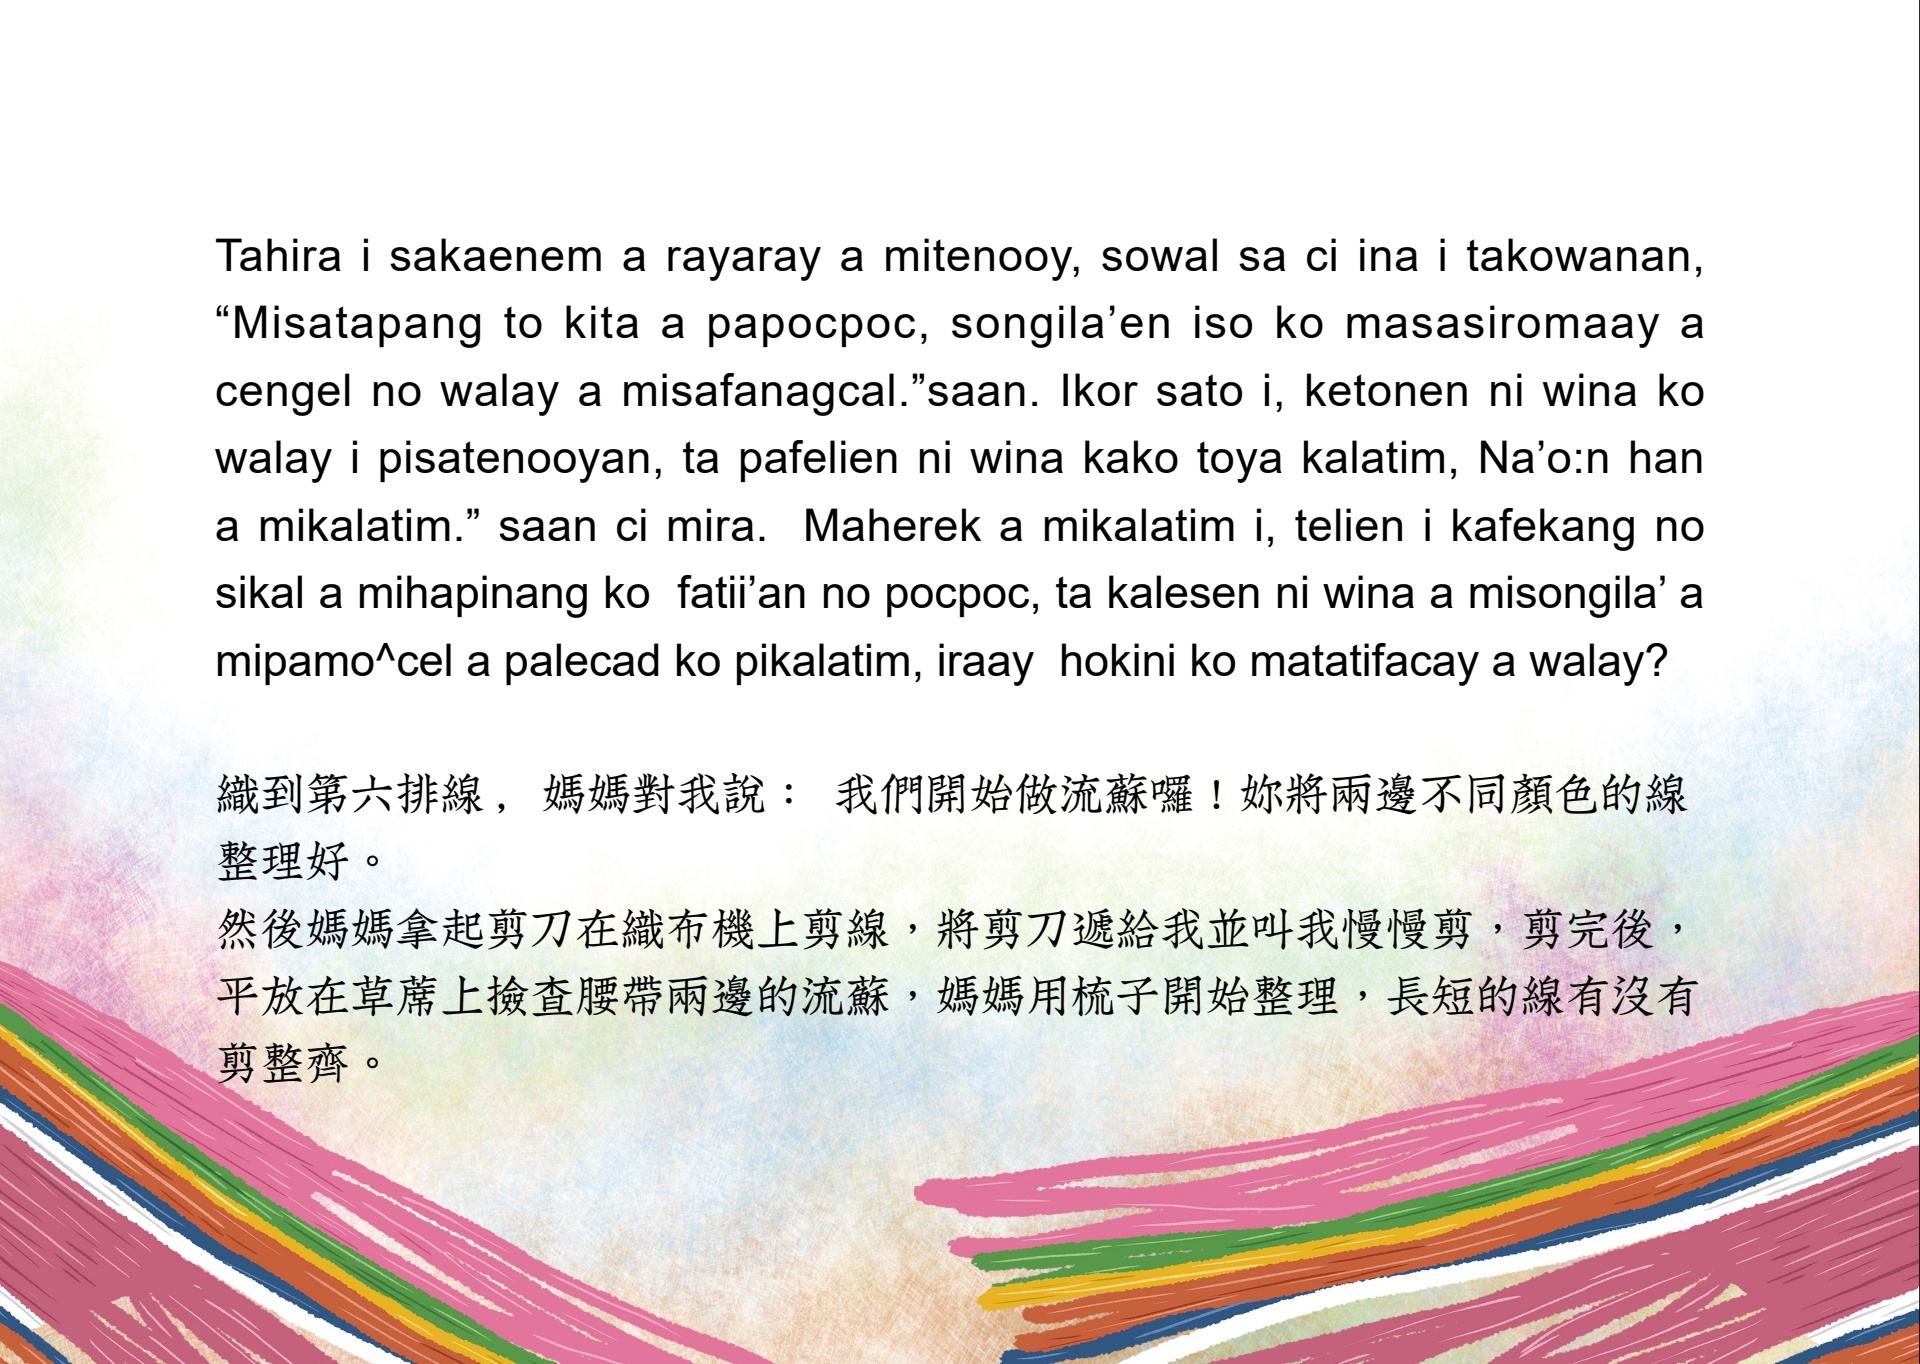 Tahira i sakaenem a rayaray a mitenooy, sowal sa ci ina i takowanan,
“Misatapang to kita a papocpoc, songila’en iso ko masasiromaay a
cengel no walay a misafanagcal.”saan. Ikor sato i, ketonen ni wina ko
walay i pisatenooyan, ta pafelien ni wina kako toya kalatim, Na’o:n han
a mikalatim.” saan ci mira.  Maherek a mikalatim i, telien i kafekang no
sikal a mihapinang ko  fatii’an no pocpoc, ta kalesen ni wina a misongila’ a
mipamo^cel a palecad ko pikalatim, iraay  hokini ko matatifacay a walay?
織到第六排線， 媽媽對我說： 我們開始做流蘇囉！妳將兩邊不同顏色的線
整理好。
然後媽媽拿起剪刀在織布機上剪線，將剪刀遞給我並叫我慢慢剪，剪完後，
平放在草蓆上撿查腰帶兩邊的流蘇，媽媽用梳子開始整理，長短的線有沒有
剪整齊。